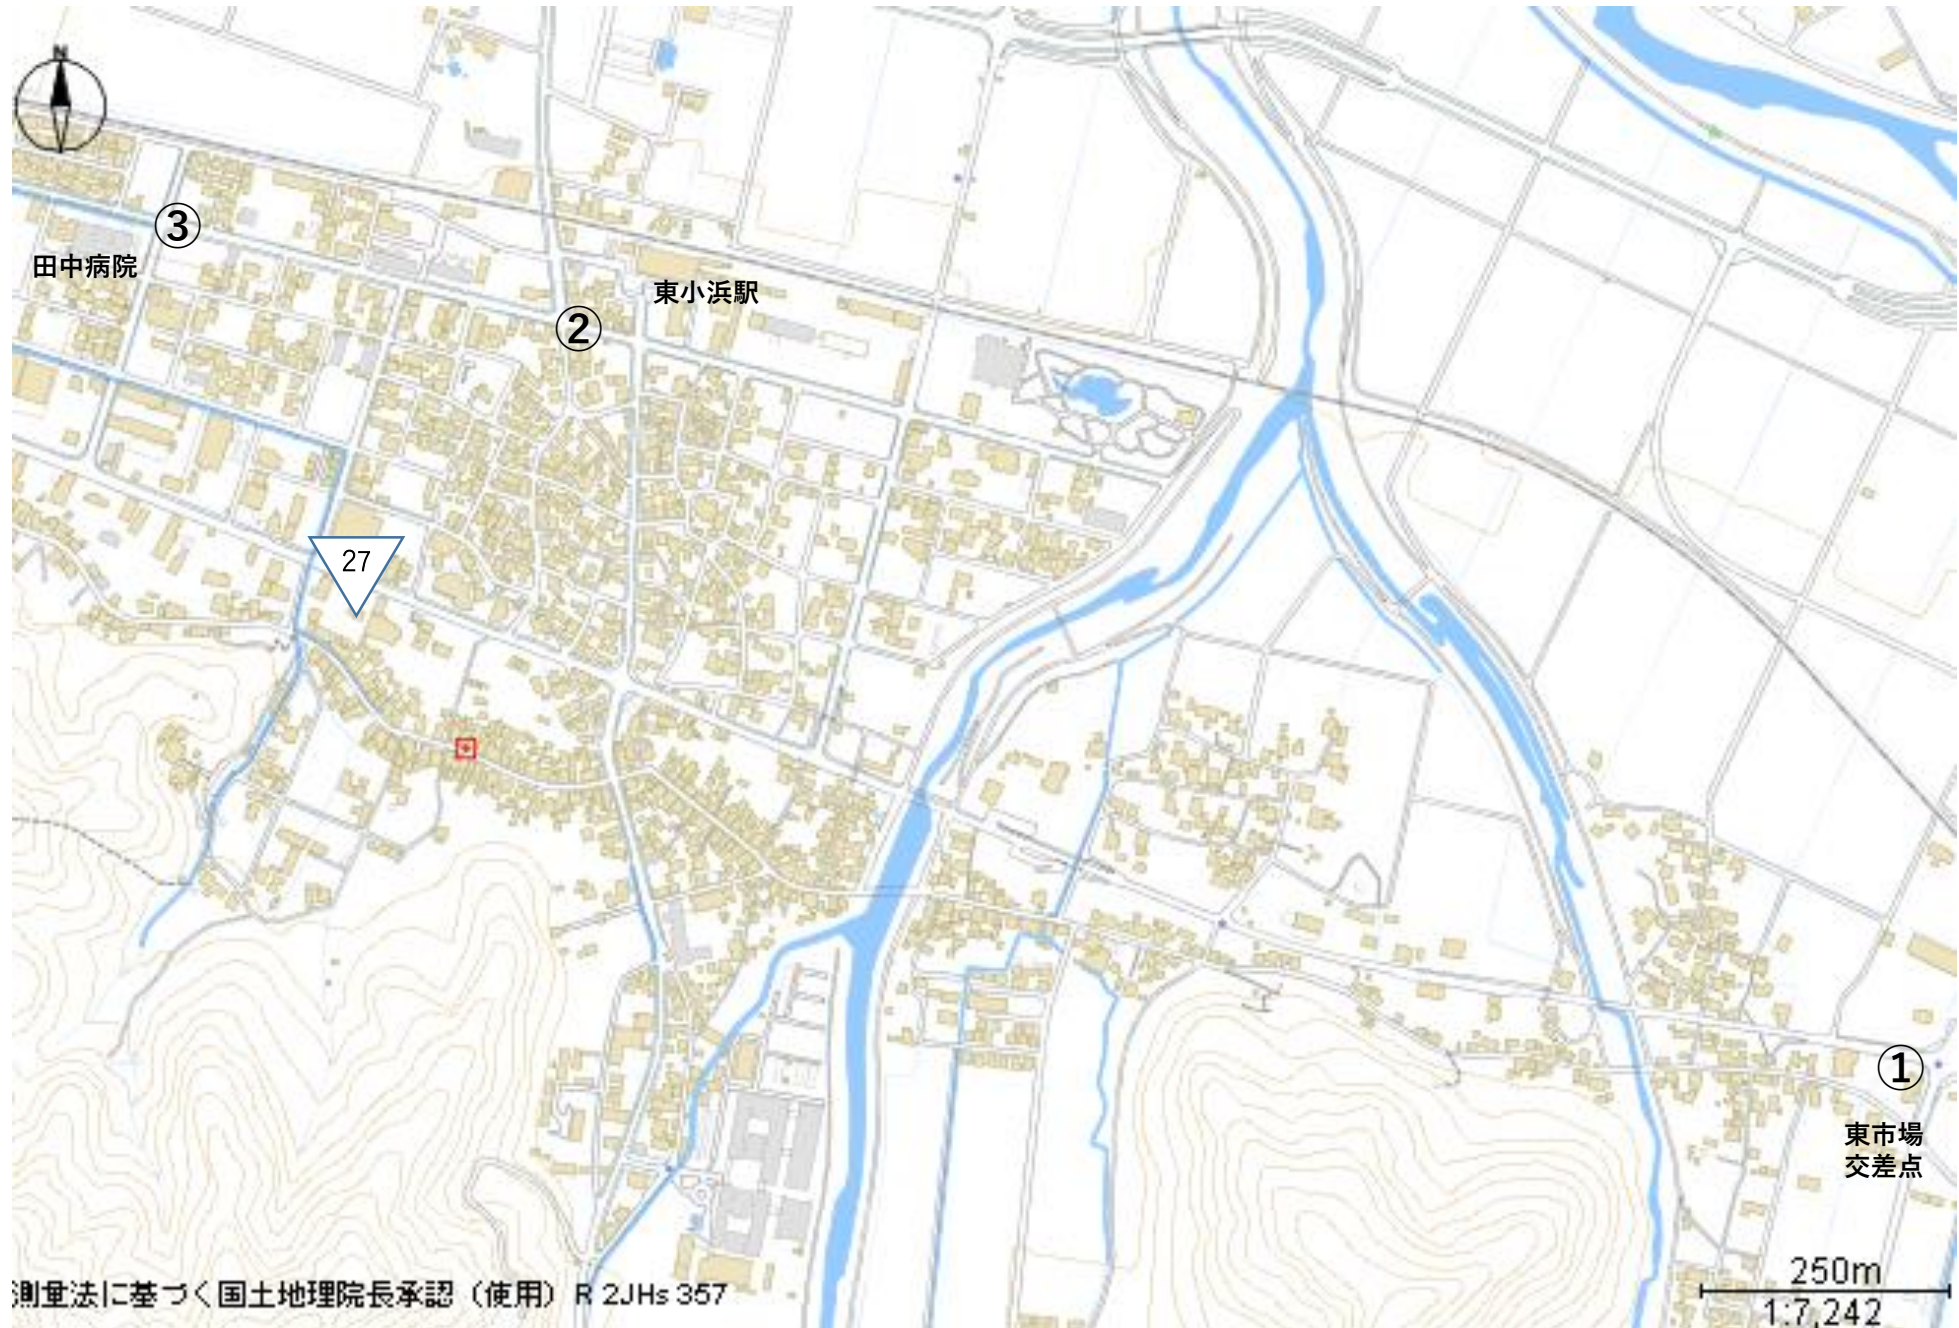 N
③
田中病院
東小浜駅
②
27
①
東市場
交差点
測量法に基づく国土地理院長承認（使用） R 2JHs 357
250m
1:7,242